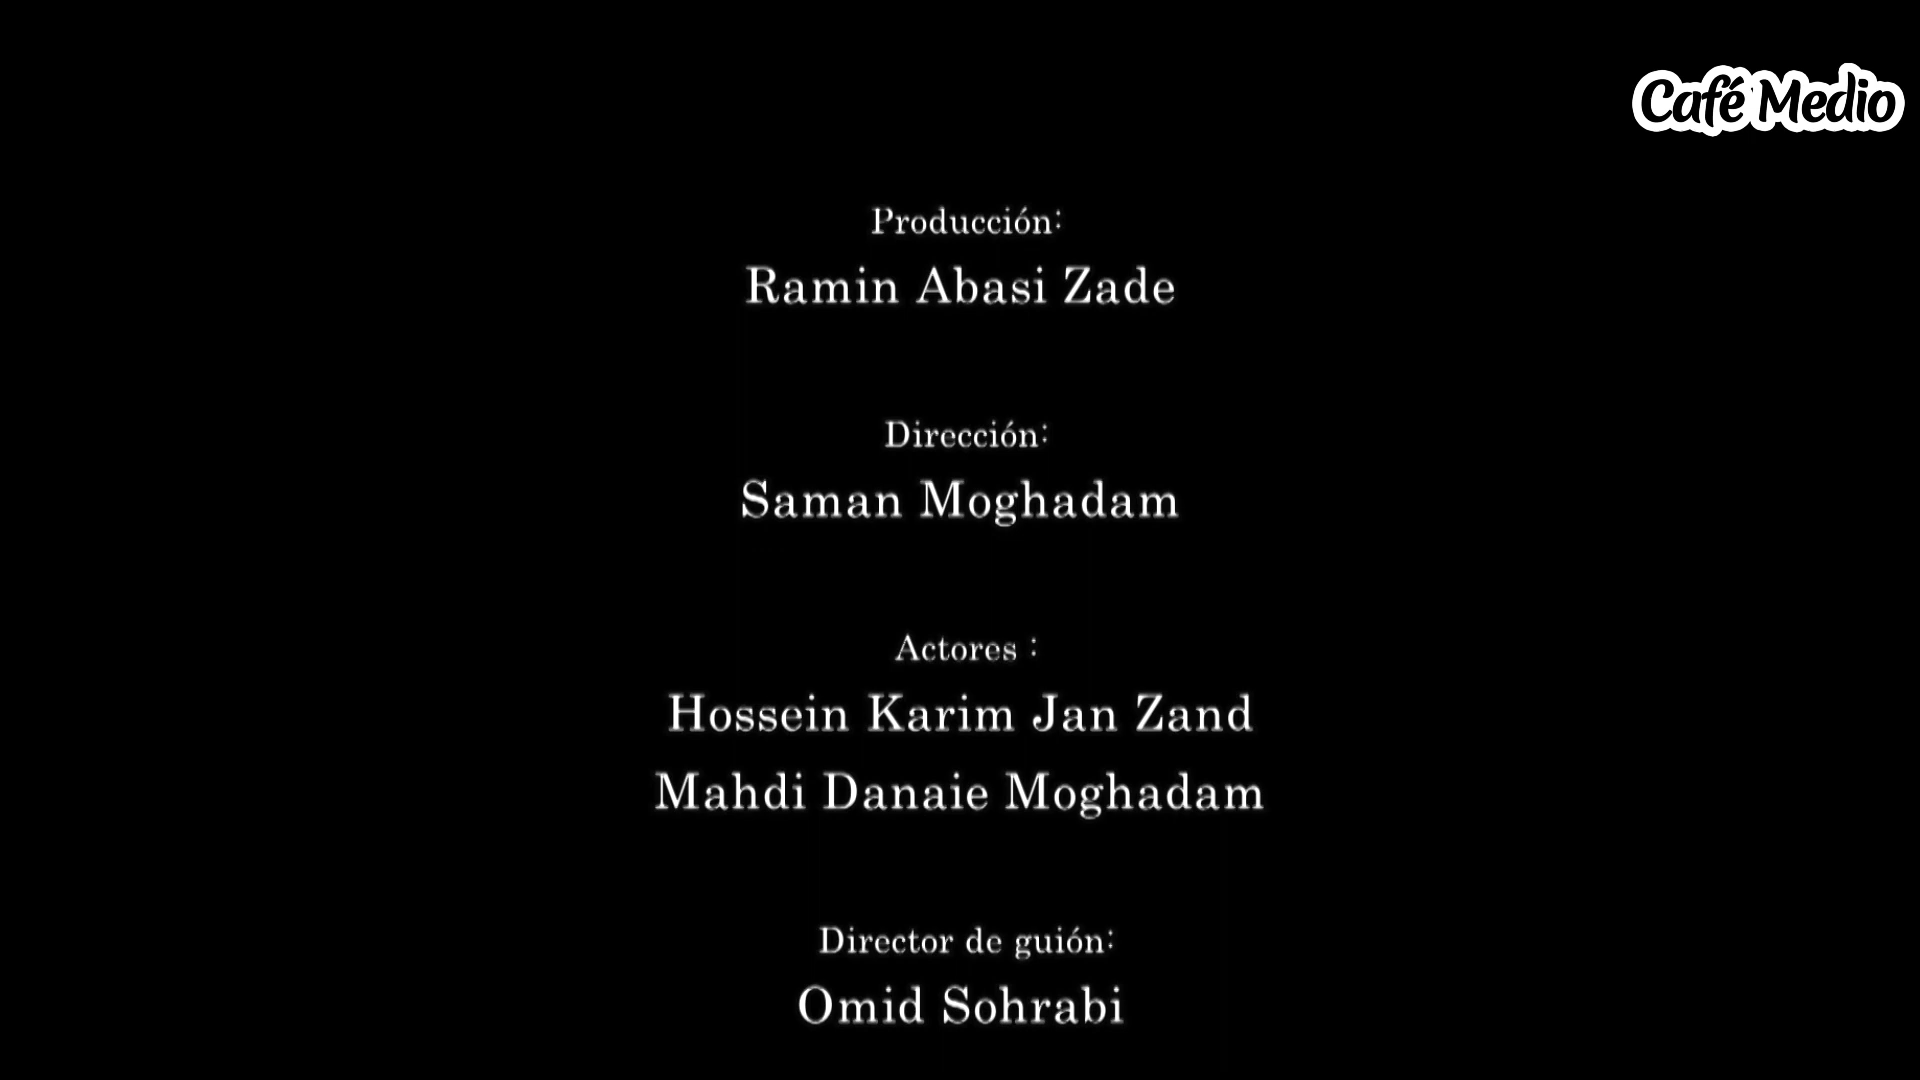 Café Medio
Producción:
Ramin Abasi Zade
Dirección:
Saman Moghadam
Actores :
Hossein Karim Jan Zand
Mahdi Danaie Moghadam
Director de guión:
Omid Sohrabi